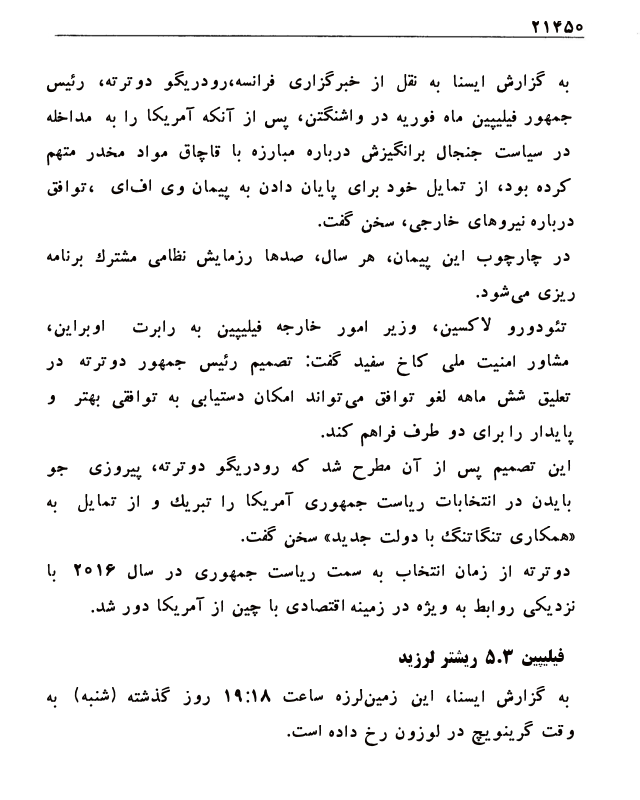 ۲۱۴۵۰
به گزارش ایسنا به نقل از خبرگزاری فرانسه،رودریگو دوترته، رئیس
جمهور فیلیپین ماه فوریه در واشنگتن، پس از آنکه آمریکا را به مداخله
در سیاست جنجال برانگیزش درباره مبارزه با قاچاق مواد مخدر متهم
کرده بود، از تمایل خود برای پایان دادن به پیمان وی اف‌ای ،توافق
درباره نیروهای خارجی، سخن گفت.
در چارچوب این پیمان، هر سال، صدها رزمایش نظامی مشترك برنامه
ریزی می‌شود.
تئودورو لاکسین، وزیر امور خارجه فیلیپین به رابرت اوبراین،
مشاور امنیت ملی کاخ سفید گفت: تصمیم رئیس جمهور دوترته در
تعلیق شش ماهه لغو توافق می‌تواند امکان دستیابی به توافقی بهتر و
پایدار را برای دو طرف فراهم کند.
این تصمیم پس از آن مطرح شد که رودریگو دوترته، پیروزی جو
بایدن در انتخابات ریاست جمهوری آمریکا را تبریك و از تمایل به
«همکاری تنگاتنگ با دولت جدید» سخن گفت.
دوترته از زمان انتخاب به سمت ریاست جمهوری در سال ۲۰۱۶ با
نزدیکی روابط به ویژه در زمینه اقتصادی با چین از آمریکا دور شد.
فیلیپین ۵.۳ ریشتر لرزید
به گزارش ایسنا، این زمین‌لرزه ساعت ۱۹:۱۸ روز گذشته (شنبه) به
وقت گرینویچ در لوزون رخ داده است.